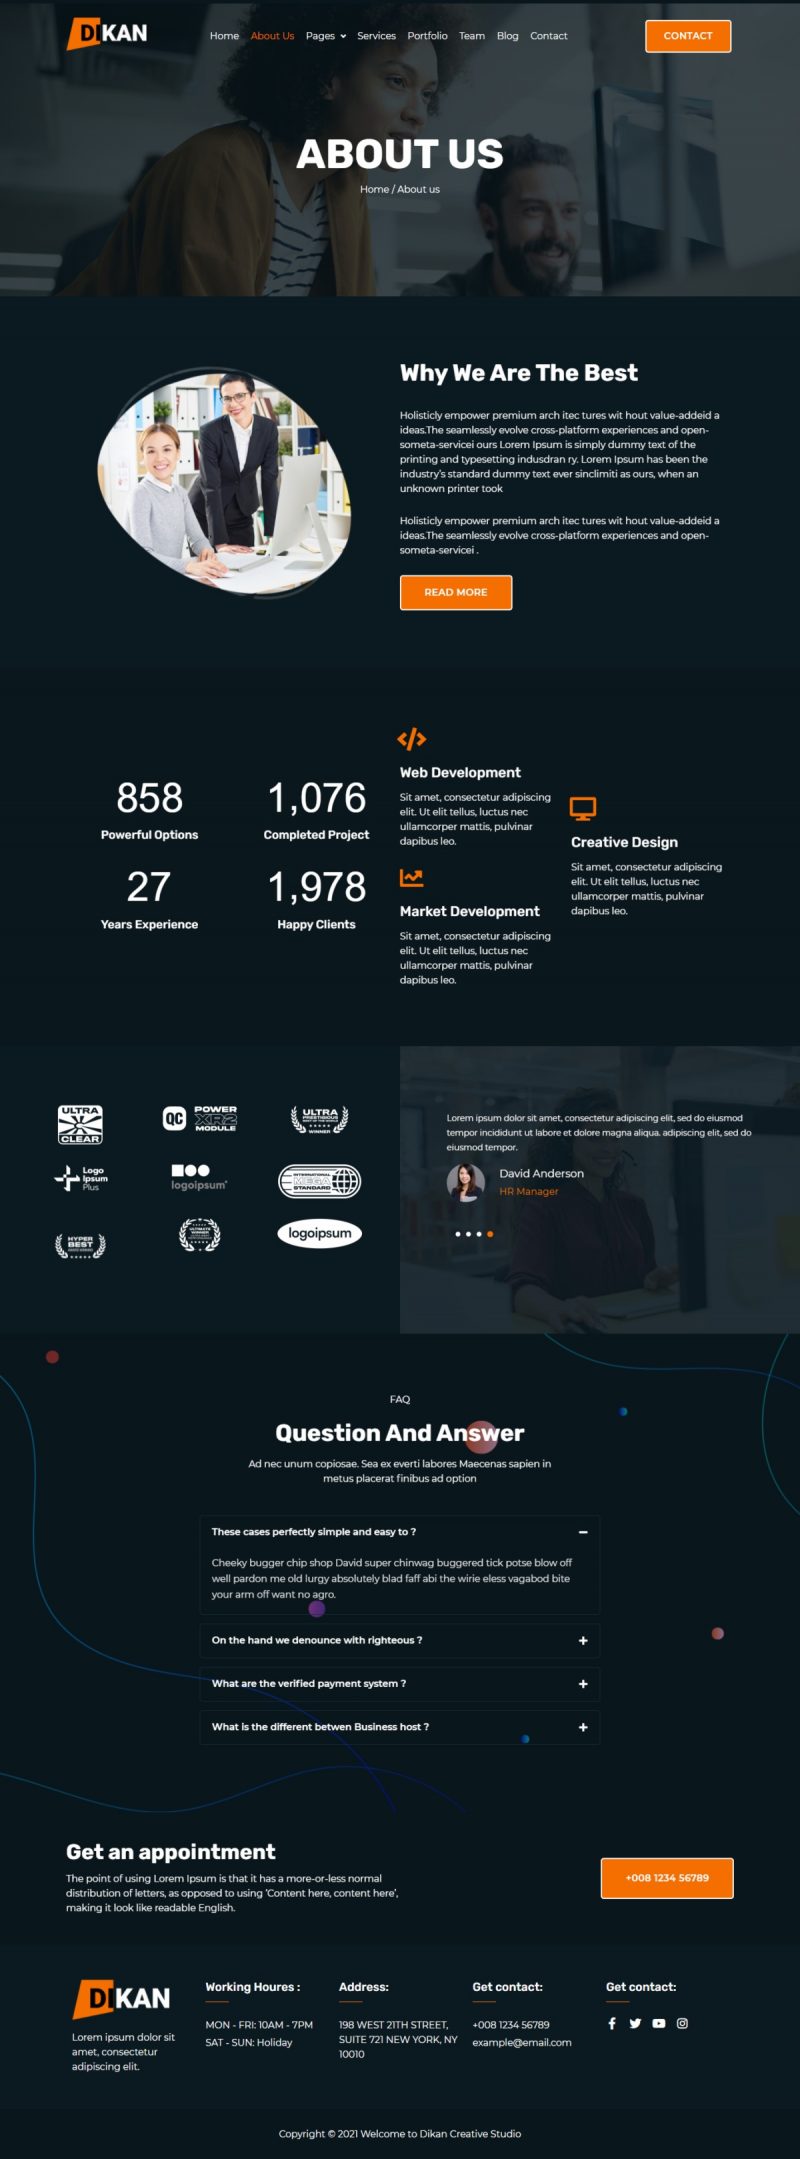 DIKAN
Home About Us Pages Services Portfolio Team Blog Contact
CONTACT
ABOUT US
Home / About us
Why We Are The Best
Holisticly empower premium arch itec tures wit hout value-addeid a
ideas.The seamlessly evolve cross-platform experiences and open-
someta-servicei ours Lorem Ipsum is simply dummy text of the
printing and typesetting indusdran ry. Lorem Ipsum has been the
industry's standard dummy text ever sinclimiti as ours, when an
unknown printer took
Holisticly empower premium arch itec tures wit hout value-addeid a
ideas.The seamlessly evolve cross-platform experiences and open-
someta-servicei .
READ MORE
858
Powerful Options
1,076
Completed Project
27
Years Experience
1,978
Happy Clients
Web Development
Sit amet, consectetur adipiscing
elit. Ut elit tellus, luctus nec
ullamcorper mattis, pulvinar
dapibus leo.
Market Development
Sit amet, consectetur adipiscing
elit. Ut elit tellus, luctus nec
ullamcorper mattis, pulvinar
dapibus leo.
Creative Design
Sit amet, consectetur adipiscing
elit. Ut elit tellus, luctus nec
ullamcorper mattis, pulvinar
dapibus leo.
ULTRA
CLEAR
QC
POWER
XR2
MODULE
ULTRA
PRESTIGIOUS
WINNER
Logo
Ipsum
Plus
logoipsum
INTERNATIONAL
MEGA
STANDARD
HYPER
BEST
ULTIMATE
WINNER
logoipsum
Lorem ipsum dolor sit amet, consectetur adipiscing elit, sed do eiusmod
tempor incididunt ut labore et dolore magna aliqua. adipiscing elit, sed do
eiusmod tempor.
David Anderson
HR Manager
FAQ
Question And Answer
Ad nec unum copiosae. Sea ex everti labores Maecenas sapien in
metus placerat finibus ad option
These cases perfectly simple and easy to ?
Cheeky bugger chip shop David super chinwag buggered tick potse blow off
well pardon me old lurgy absolutely blad faff abi the wirie eless vagabod bite
your arm off want no agro.
On the hand we denounce with righteous ?
What are the verified payment system ?
What is the different betwen Business host ?
Get an appointment
The point of using Lorem Ipsum is that it has a more-or-less normal
distribution of letters, as opposed to using 'Content here, content here',
making it look like readable English.
+008 1234 56789
DIKAN
Lorem ipsum dolor sit
amet, consectetur
adipiscing elit.
Working Houres :
MON - FRI: 10AM - 7PM
SAT - SUN: Holiday
Address:
198 WEST 21TH STREET,
SUITE 721 NEW YORK, NY
10010
Get contact:
+008 1234 56789
example@email.com
Get contact:
Copyright © 2021 Welcome to Dikan Creative Studio